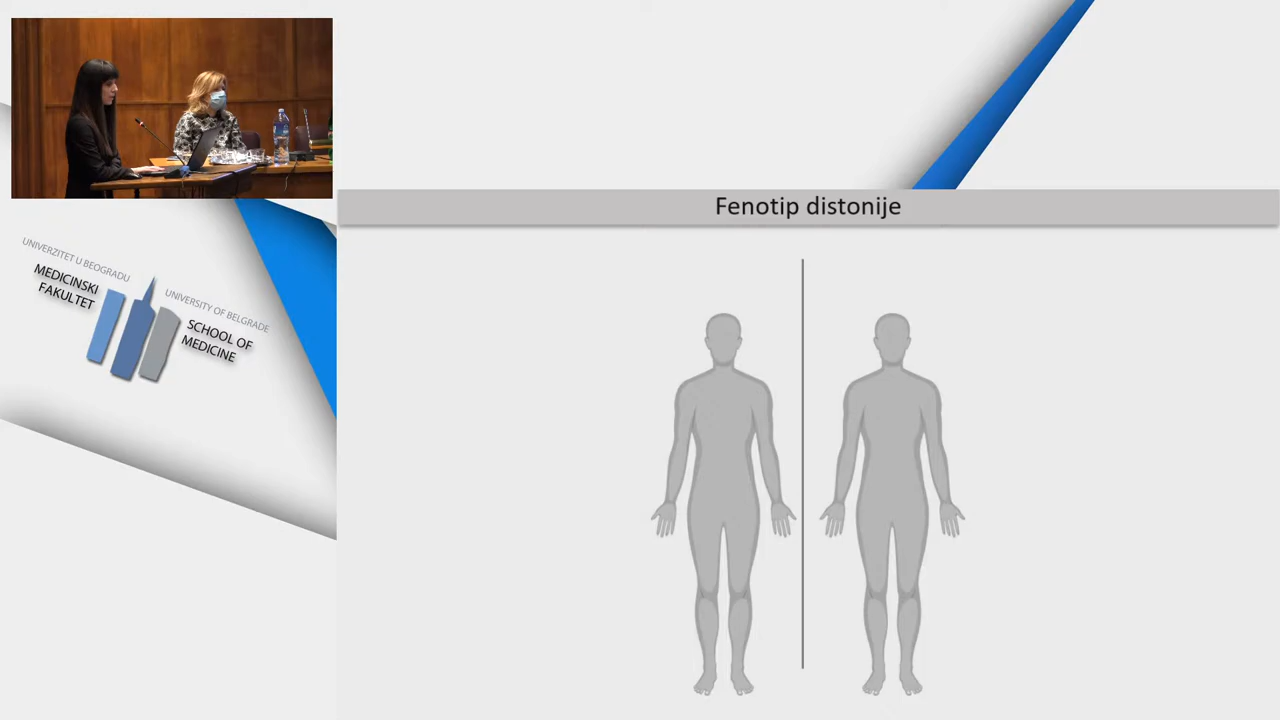 Fenotip distonije
UNIVERZITET U BEOGRADU
MEDICINSKI
FAKULTET
UNIVERSITY OF BELGRADE
SCHOOL OF
MEDICINE